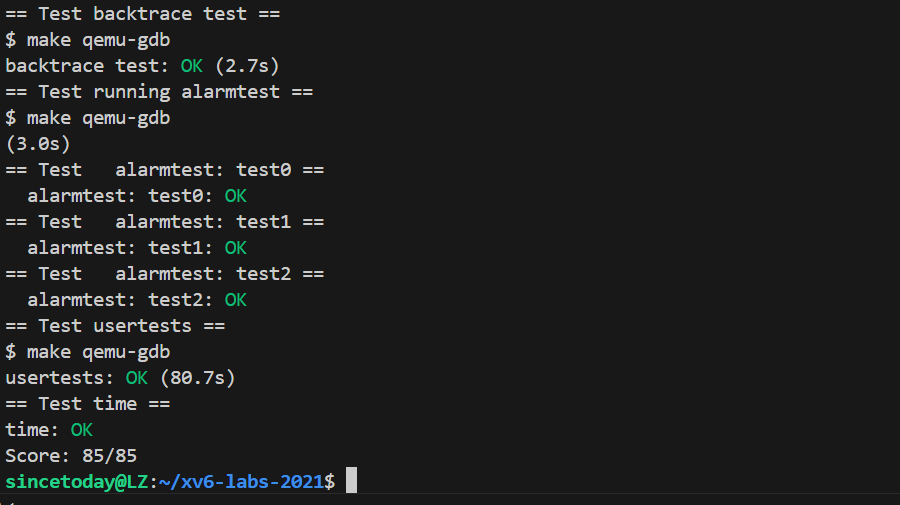 == Test backtrace test ==
$ make qemu-gdb
backtrace test: OK (2.7s)
== Test running alarmtest ==
$ make qemu-gdb
(3.0s)
== Test   alarmtest: test0 ==
  alarmtest: test0: OK
== Test   alarmtest: test1 ==
  alarmtest: test1: OK
== Test   alarmtest: test2 ==
  alarmtest: test2: OK
== Test usertests ==
$ make qemu-gdb
usertests: OK (80.7s)
== Test time ==
time: OK
Score: 85/85
sincetoday@LZ:~/xv6-labs-2021$